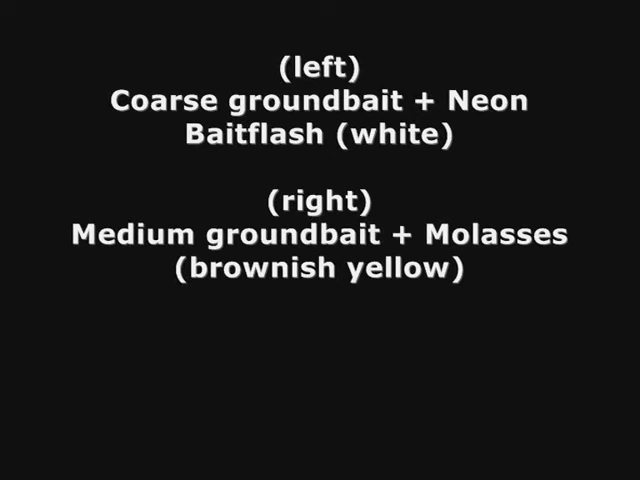 (left)
Coarse groundbait + Neon
Baitflash (white)
(right)
Medium groundbait + Molasses
(brownish yellow)